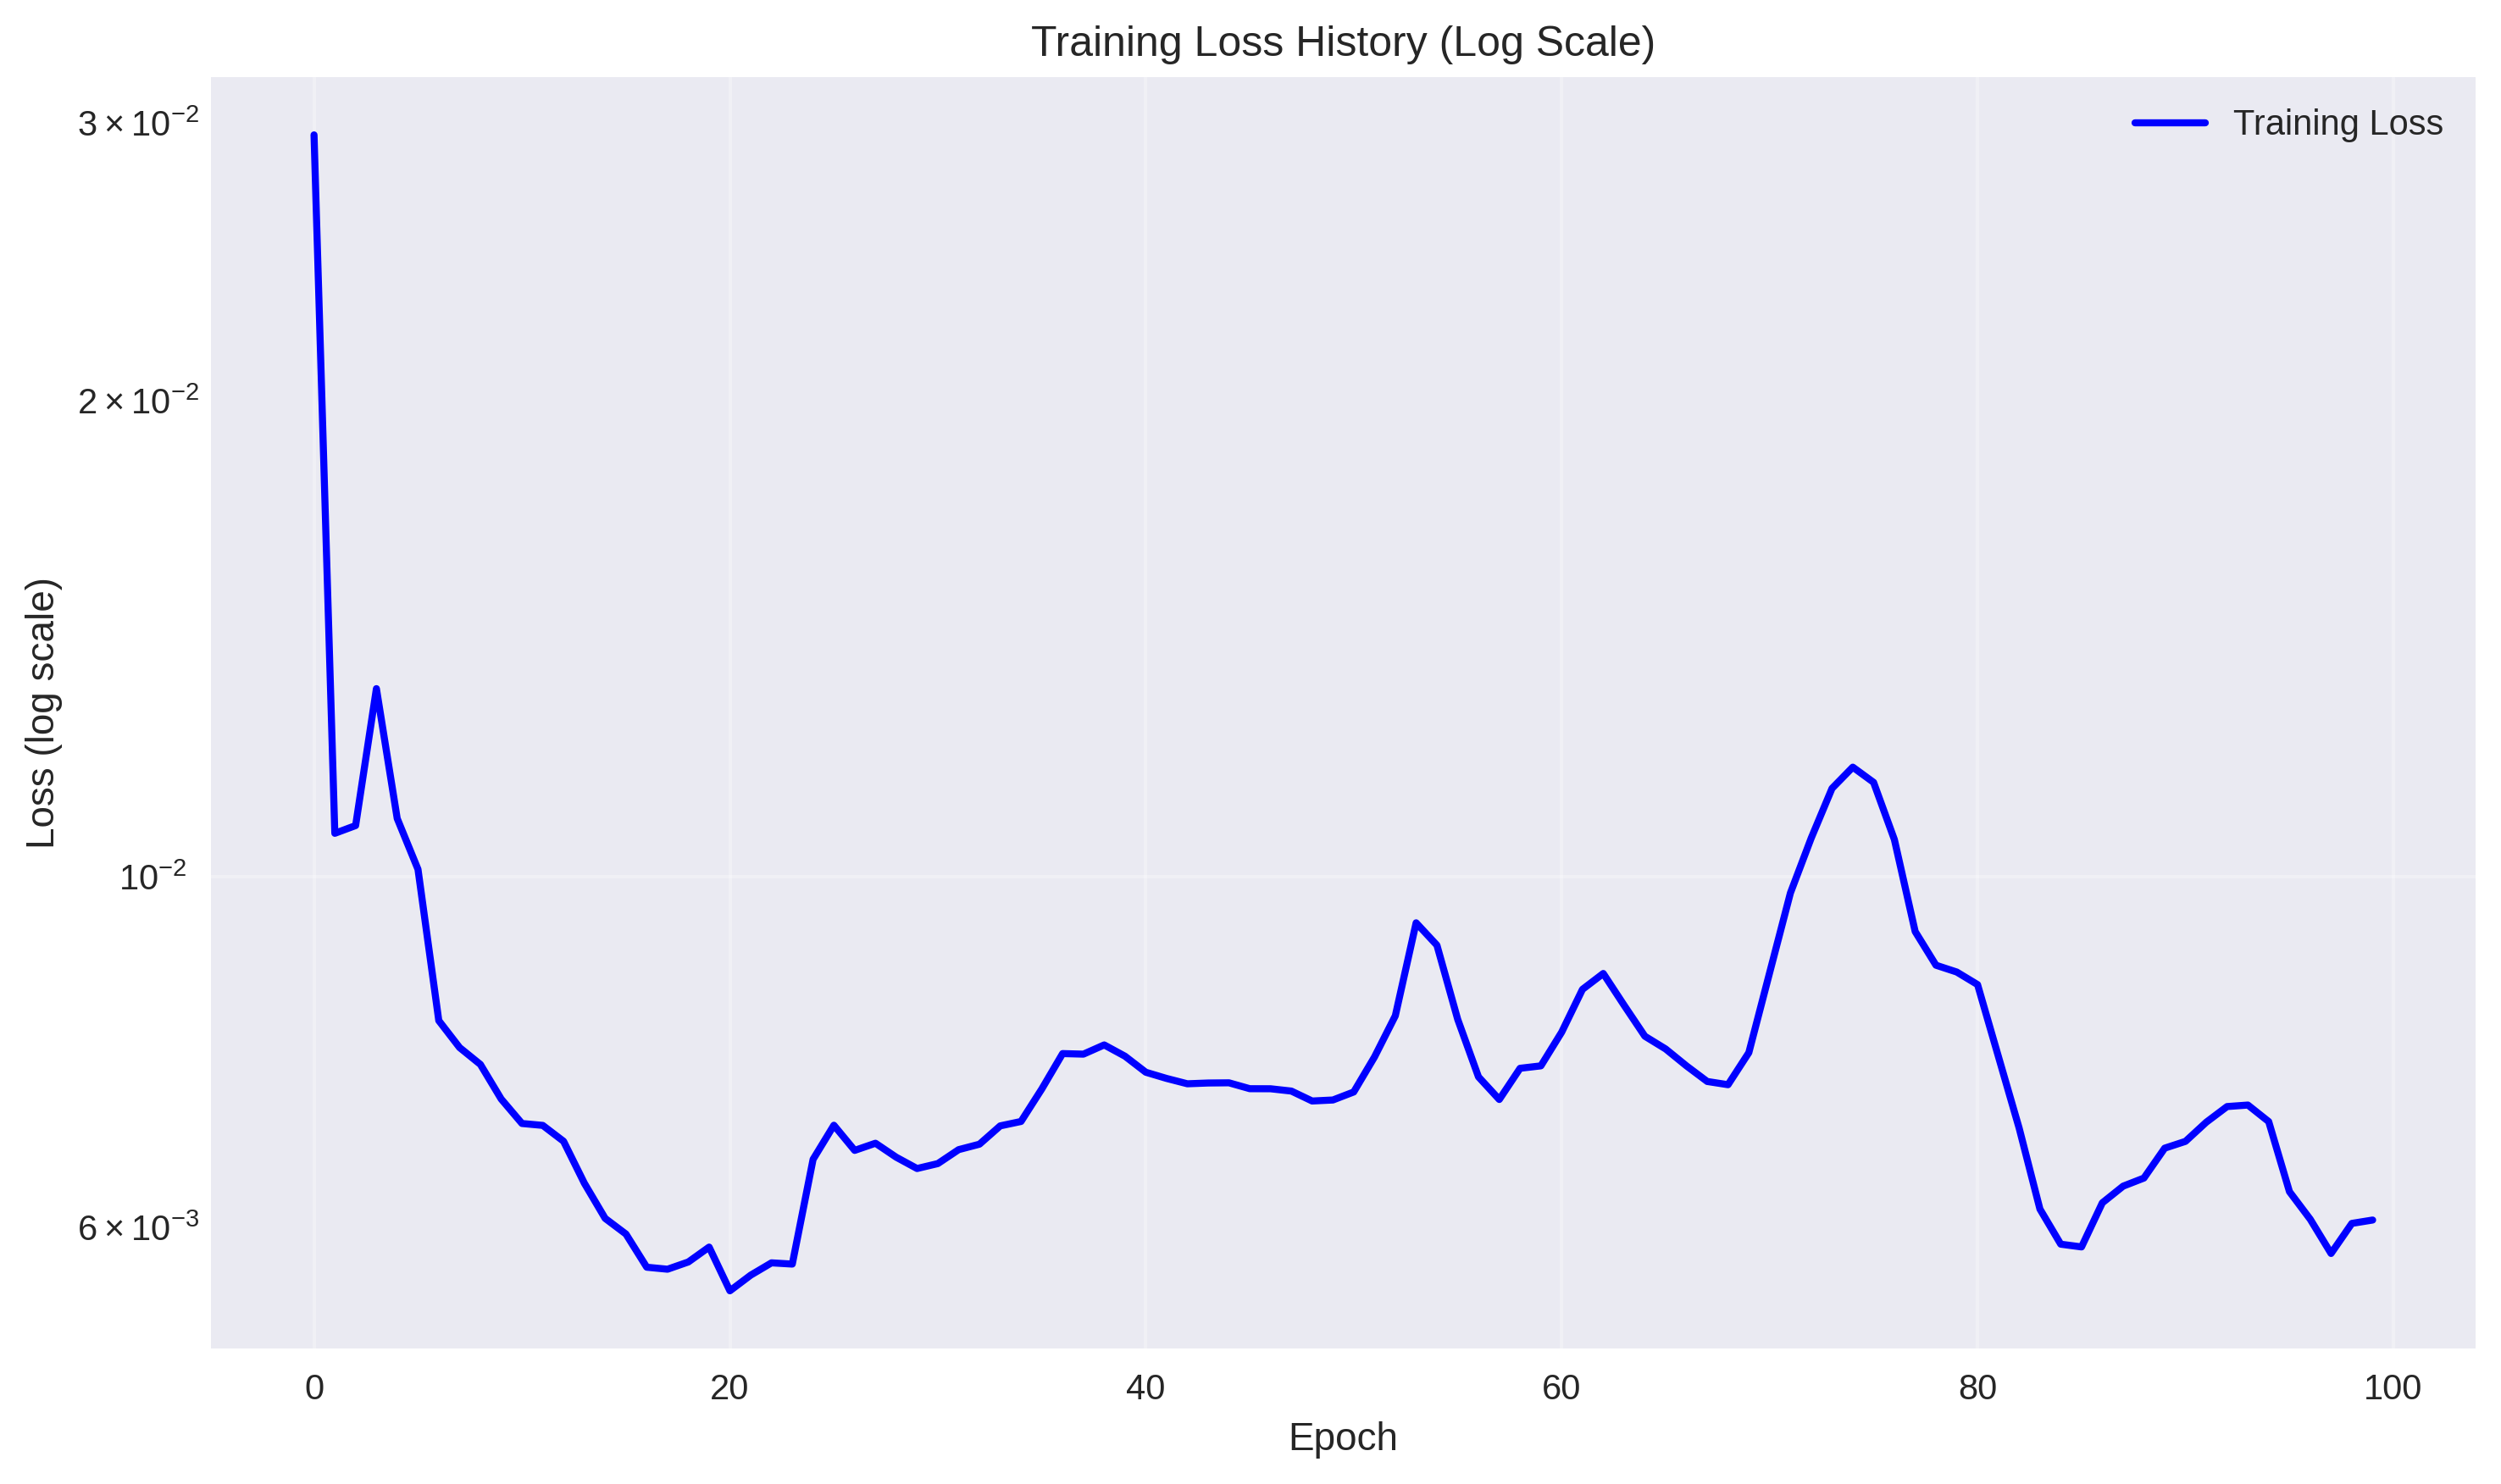 Training Loss History (Log Scale)
Training Loss
3 × 10⁻²
2 × 10⁻²
10⁻²
6 × 10⁻³
Loss (log scale)
0 20 40 60 80 100
Epoch